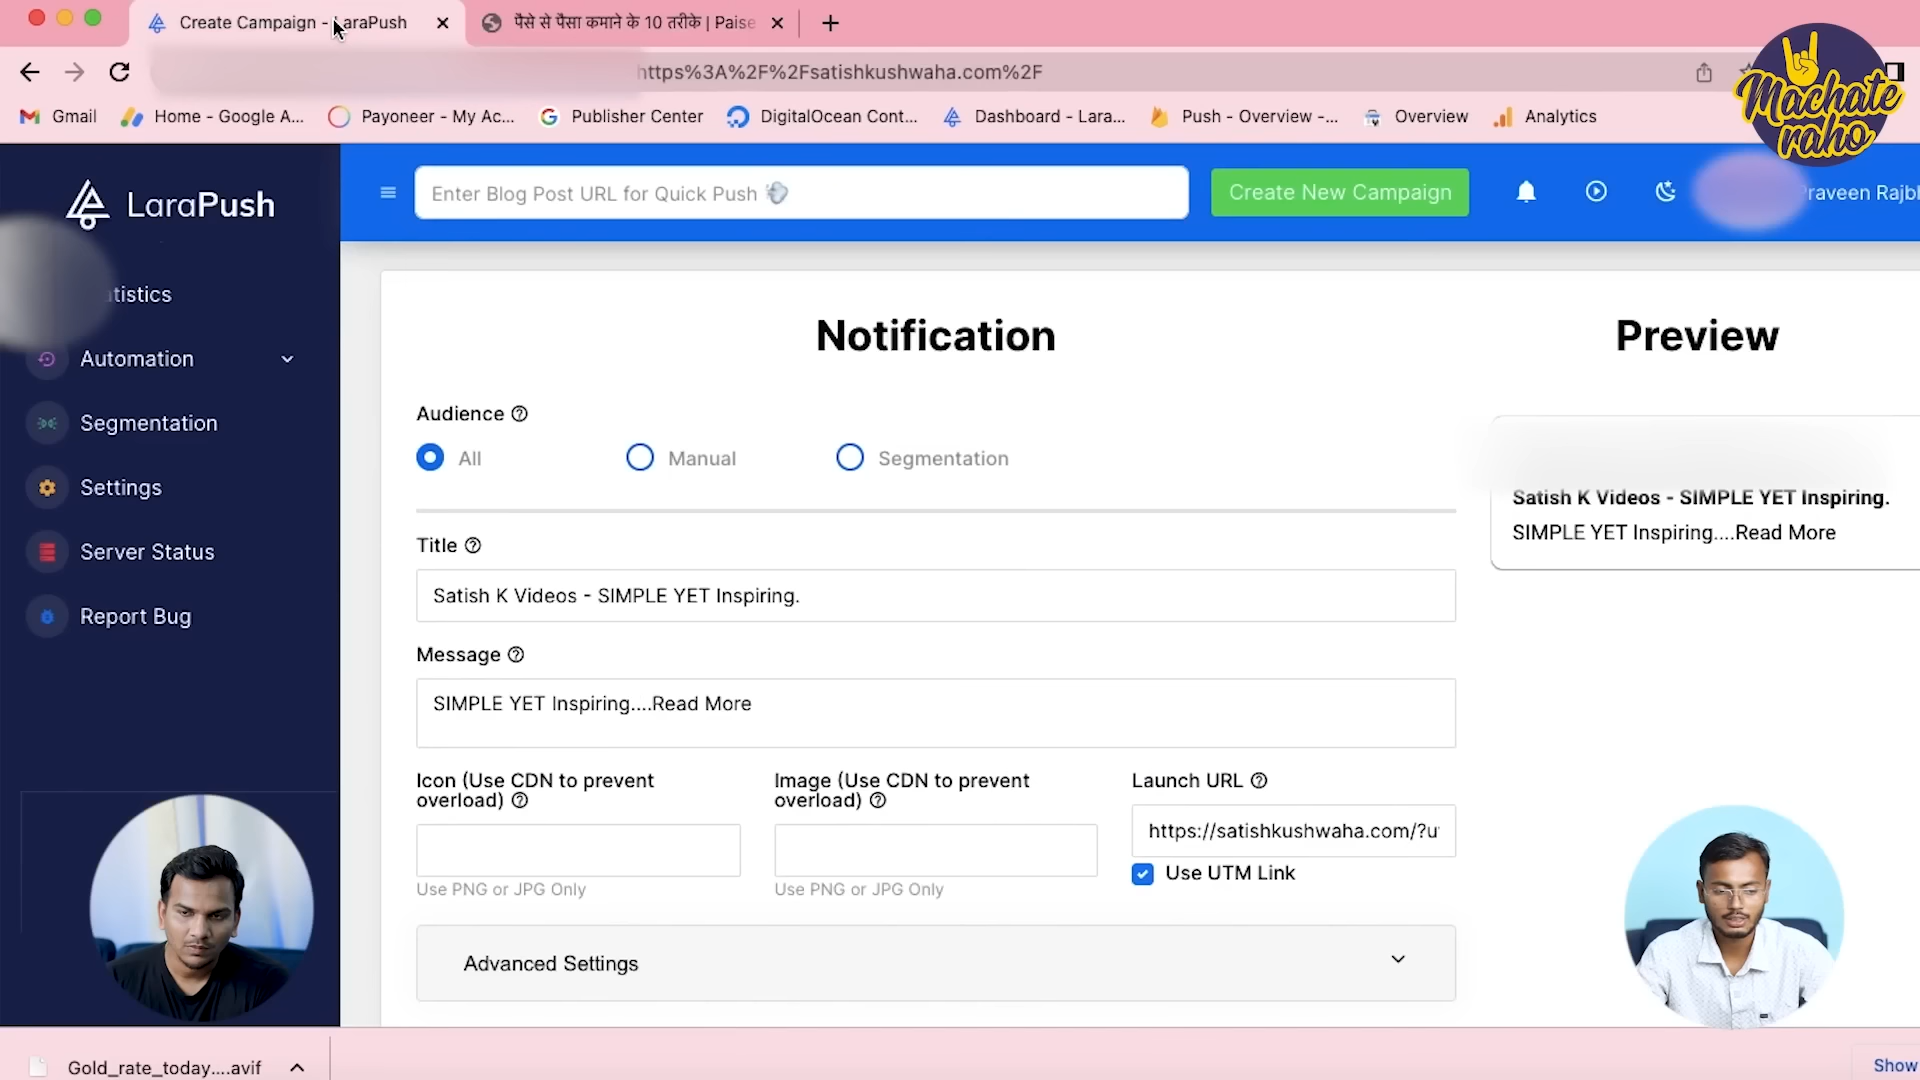 Create Campaign - LaraPush
पैसे से पैसा कमाने के 10 तरीके | Paise
https%3A%2F%2Fsatishkushwaha.com%2F
Machate
raho
Gmail
Home - Google A...
Payoneer - My Ac...
Publisher Center
DigitalOcean Cont...
Dashboard - Lara...
Push - Overview -...
Overview
Analytics
LaraPush
Enter Blog Post URL for Quick Push
Create New Campaign
Praveen Rajbh
tistics
Automation
Segmentation
Settings
Server Status
Report Bug
Notification
Preview
Audience
All
Manual
Segmentation
Title
Satish K Videos - SIMPLE YET Inspiring.
Message
SIMPLE YET Inspiring....Read More
Icon (Use CDN to prevent
overload)
Use PNG or JPG Only
Image (Use CDN to prevent
overload)
Use PNG or JPG Only
Launch URL
https://satishkushwaha.com/?u
Use UTM Link
Advanced Settings
Satish K Videos - SIMPLE YET Inspiring.
SIMPLE YET Inspiring....Read More
Gold_rate_today....avif
Show